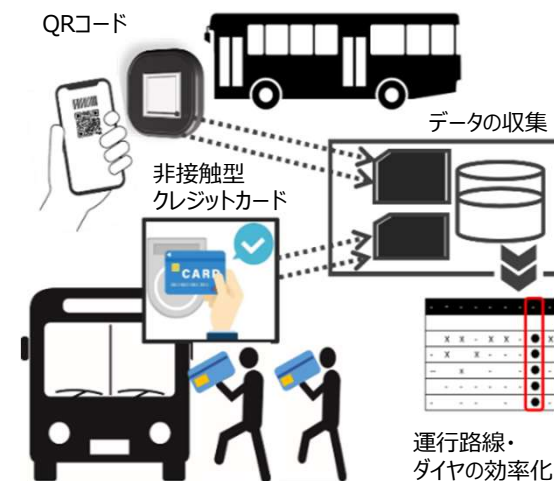 QRコード
データの収集
非接触型
クレジットカード
CARD
運行路線・
ダイヤの効率化